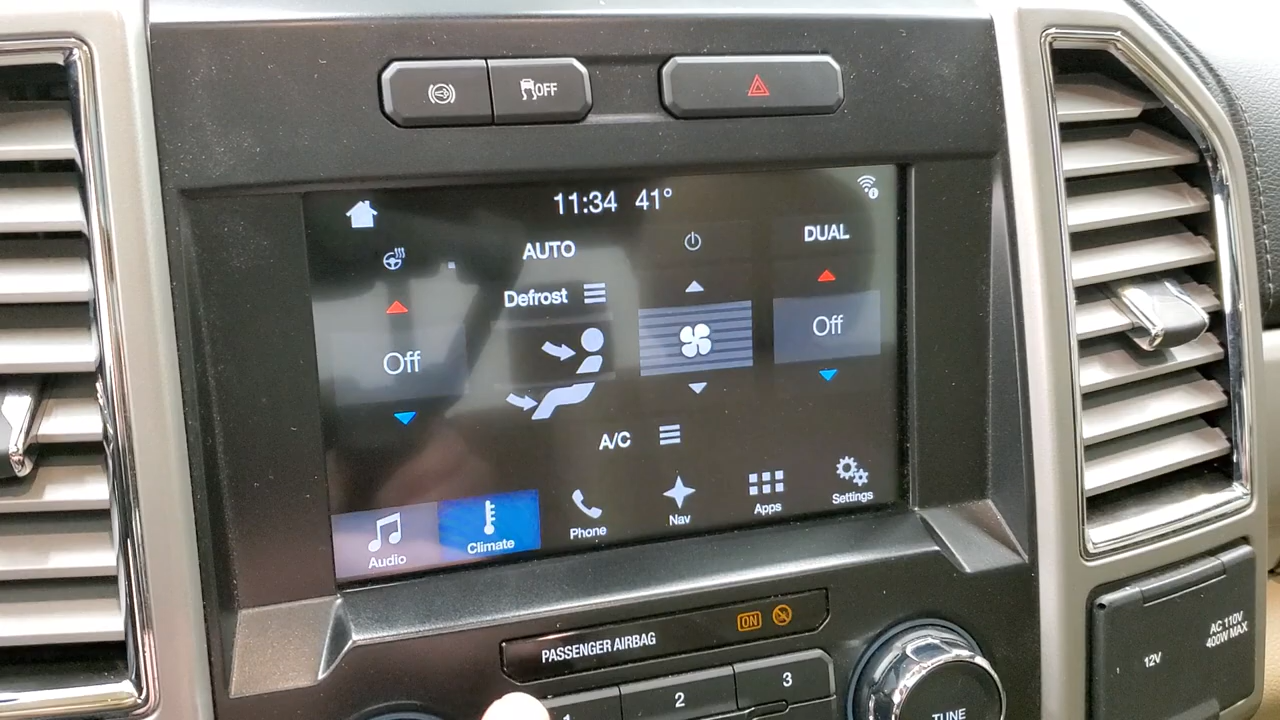 OFF
11:34 41°
AUTO
DUAL
Defrost
Off
Off
A/C
Audio
Climate
Phone
Nav
Apps
Settings
PASSENGER AIRBAG
ON
1
2
3
TUNE
12V
AC 110V
400W MAX